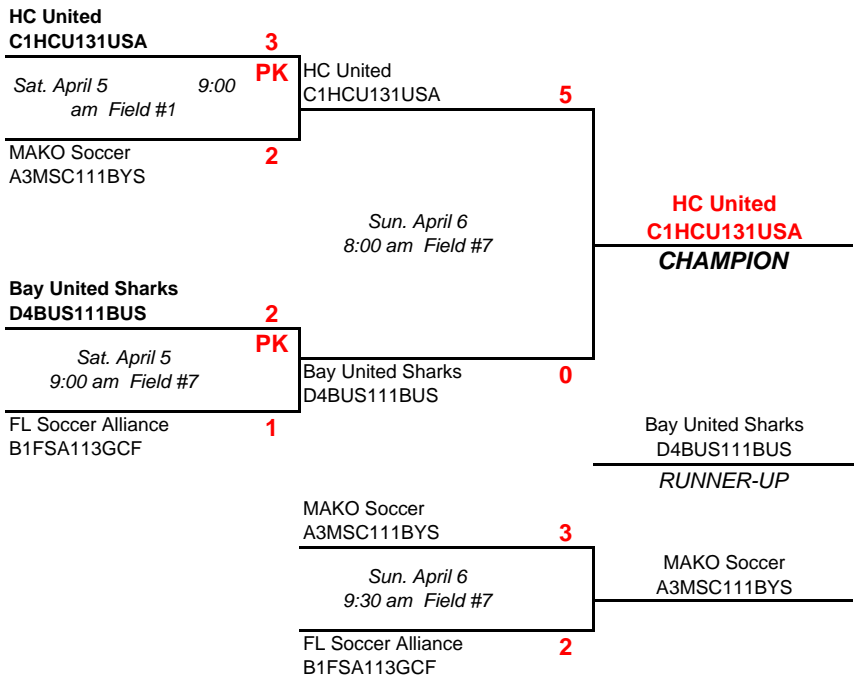 HC United
C1HCU131USA 3
Sat. April 5 9:00
am Field #1
PK
MAKO Soccer
A3MSC111BYS
2
HC United
C1HCU131USA 5
Sun. April 6
8:00 am Field #7
HC United
C1HCU131USA
CHAMPION
Bay United Sharks
D4BUS111BUS 2
PK
Sat. April 5
9:00 am Field #7
FL Soccer Alliance
B1FSA113GCF
1
Bay United Sharks
D4BUS111BUS
0
Bay United Sharks
D4BUS111BUS
RUNNER-UP
MAKO Soccer
A3MSC111BYS 3
Sun. April 6
9:30 am Field #7
FL Soccer Alliance
B1FSA113GCF
2
MAKO Soccer
A3MSC111BYS